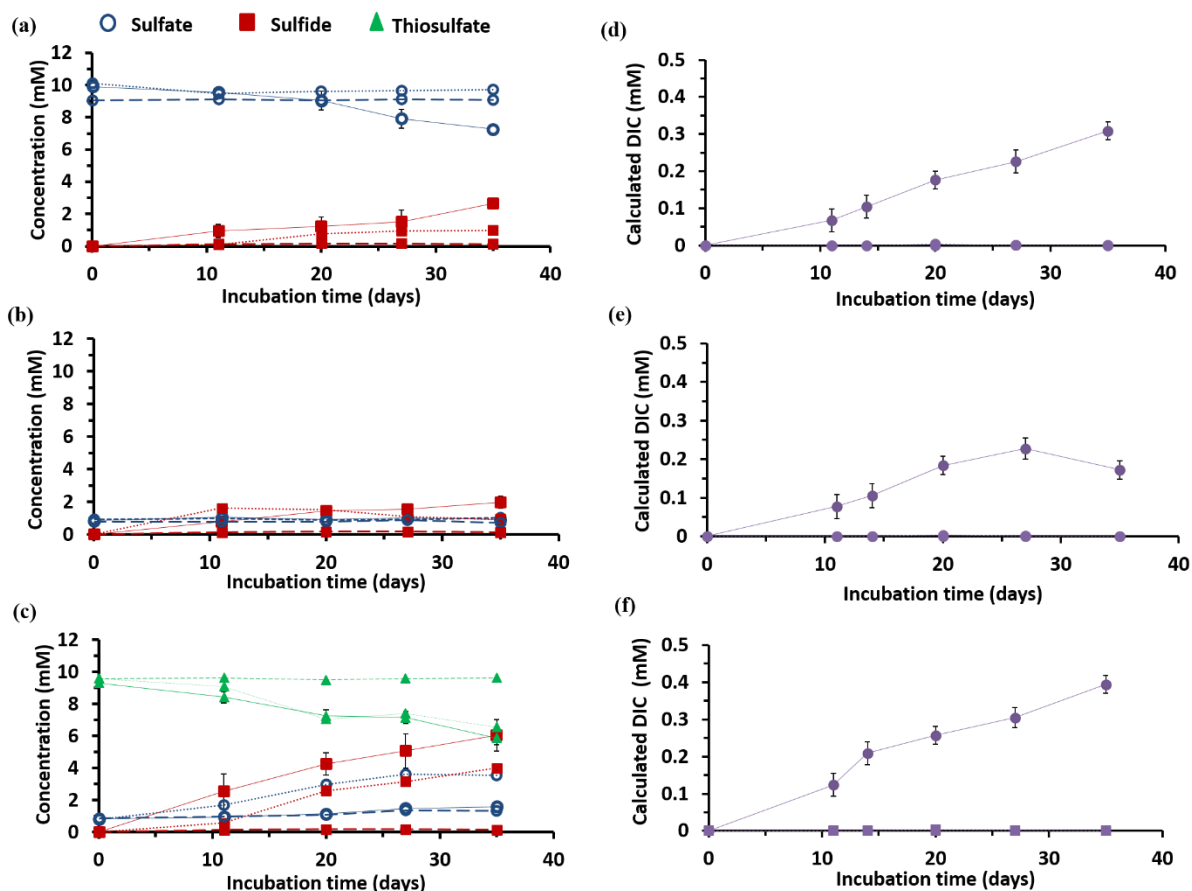 (a)
Sulfate
Sulfide
Thiosulfate
Concentration (mM)
12
10
8
6
4
2
0
0 10 20 30 40
Incubation time (days)
(d)
Calculated DIC (mM)
0.5
0.4
0.3
0.2
0.1
0
0 10 20 30 40
Incubation time (days)
(b)
Concentration (mM)
12
10
8
6
4
2
0
0 10 20 30 40
Incubation time (days)
(e)
Calculated DIC (mM)
0.5
0.4
0.3
0.2
0.1
0
0 10 20 30 40
Incubation time (days)
(c)
Concentration (mM)
12
10
8
6
4
2
0
0 10 20 30 40
Incubation time (days)
(f)
Calculated DIC (mM)
0.5
0.4
0.3
0.2
0.1
0
0 10 20 30 40
Incubation time (days)